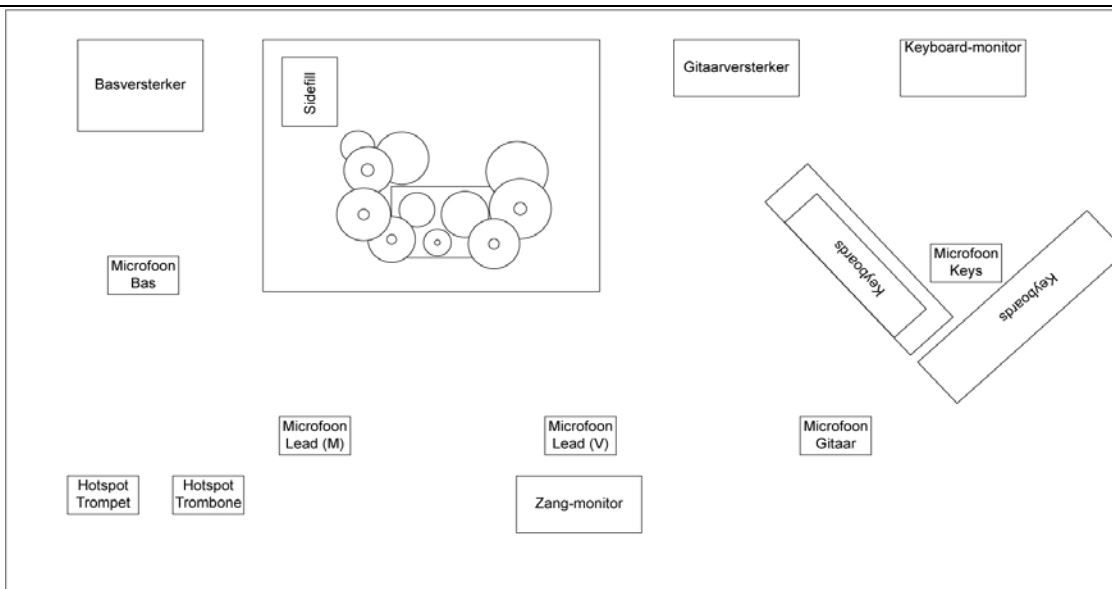 Basversterker
Sidefill
Gitaarversterker
Keyboard-monitor
Keyboards
Microfoon
Keys
Keyboards
Microfoon
Bas
Microfoon
Lead (M)
Microfoon
Lead (V)
Microfoon
Gitaar
Hotspot
Trompet
Hotspot
Trombone
Zang-monitor